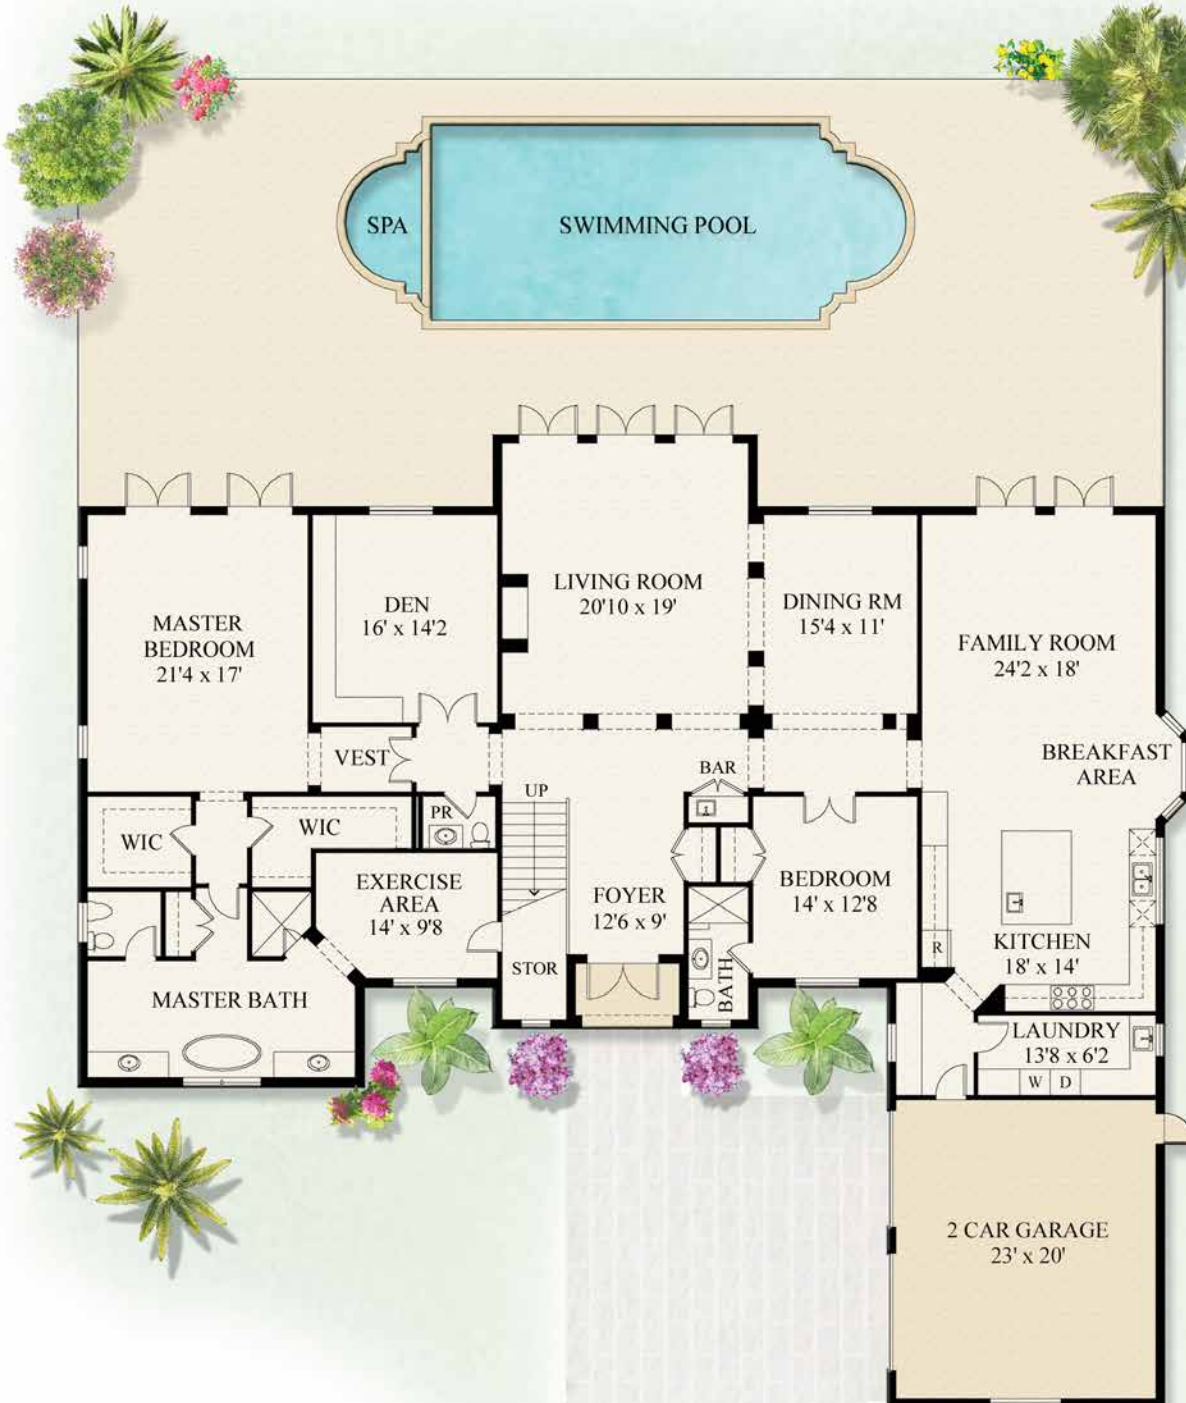 SPA
SWIMMING POOL
LIVING ROOM
20'10 x 19'
DEN
16' x 14'2
DINING RM
15'4 x 11'
MASTER
BEDROOM
21'4 x 17'
FAMILY ROOM
24'2 x 18'
VEST
BREAKFAST
AREA
BAR
UP
PR
WIC
WIC
EXERCISE
AREA
14' x 9'8
FOYER
12'6 x 9'
BEDROOM
14' x 12'8
R
KITCHEN
18' x 14'
STOR
BATH
MASTER BATH
LAUNDRY
13'8 x 6'2
W D
2 CAR GARAGE
23' x 20'